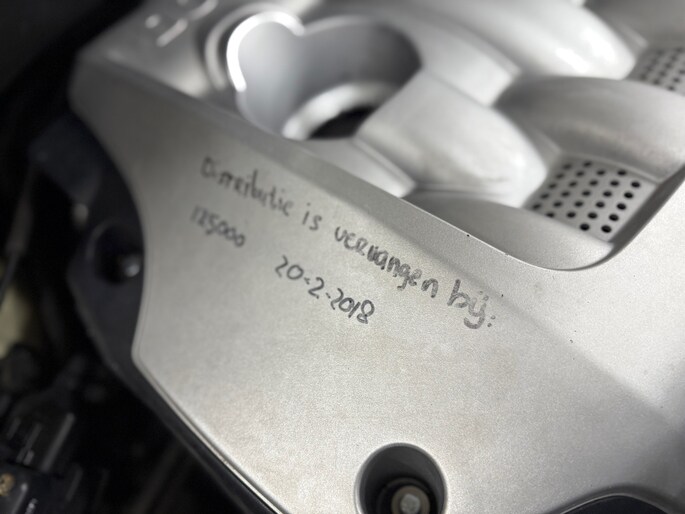 Distributie is vervangen bij:
125000 20-2-2018